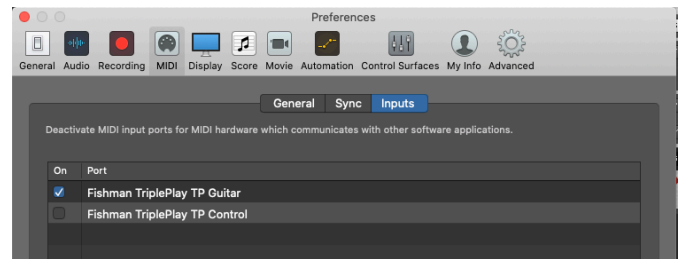 Preferences
General Audio Recording MIDI Display Score Movie Automation Control Surfaces My Info Advanced
General Sync Inputs
Deactivate MIDI input ports for MIDI hardware which communicates with other software applications.
On Port
Fishman TriplePlay TP Guitar
Fishman TriplePlay TP Control